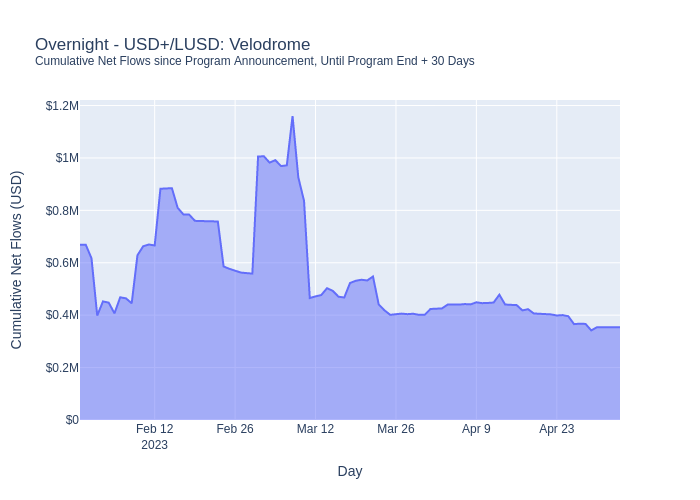 Overnight - USD+/LUSD: Velodrome
Cumulative Net Flows since Program Announcement, Until Program End + 30 Days
Cumulative Net Flows (USD)
$1.2M
$1M
$0.8M
$0.6M
$0.4M
$0.2M
$0
Feb 12 Feb 26 Mar 12 Mar 26 Apr 9 Apr 23
2023
Day